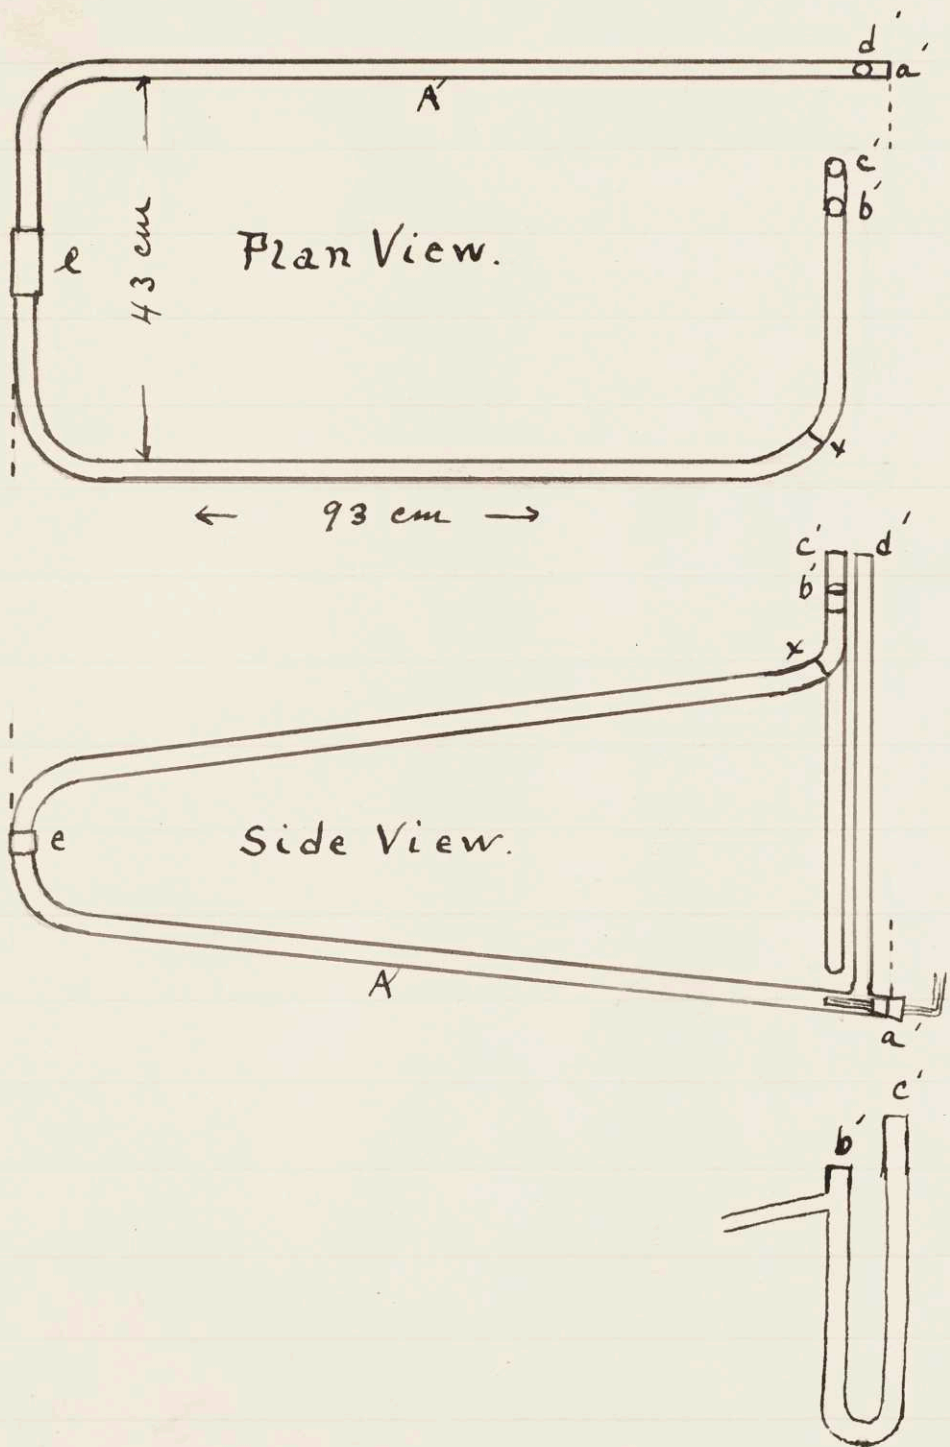 d'
a'
A'
c'
b'
e
43 cm
Plan View.
x
93 cm
c' d'
b'
x
e
Side View.
A
a'
c'
b'